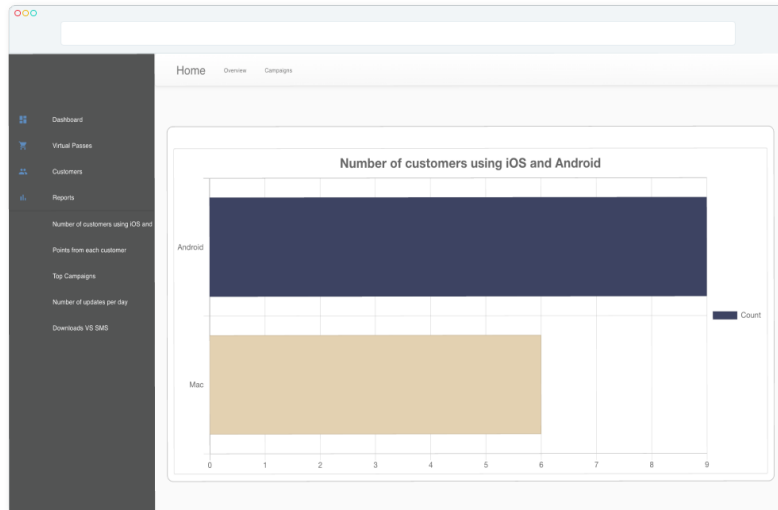 Home
Overview
Campaigns
Dashboard
Virtual Passes
Customers
Reports
Number of customers using iOS and
Points from each customer
Top Campaigns
Number of updates per day
Downloads VS SMS
Number of customers using iOS and Android
Android
Mac
0 1 2 3 4 5 6 7 8 9
Count